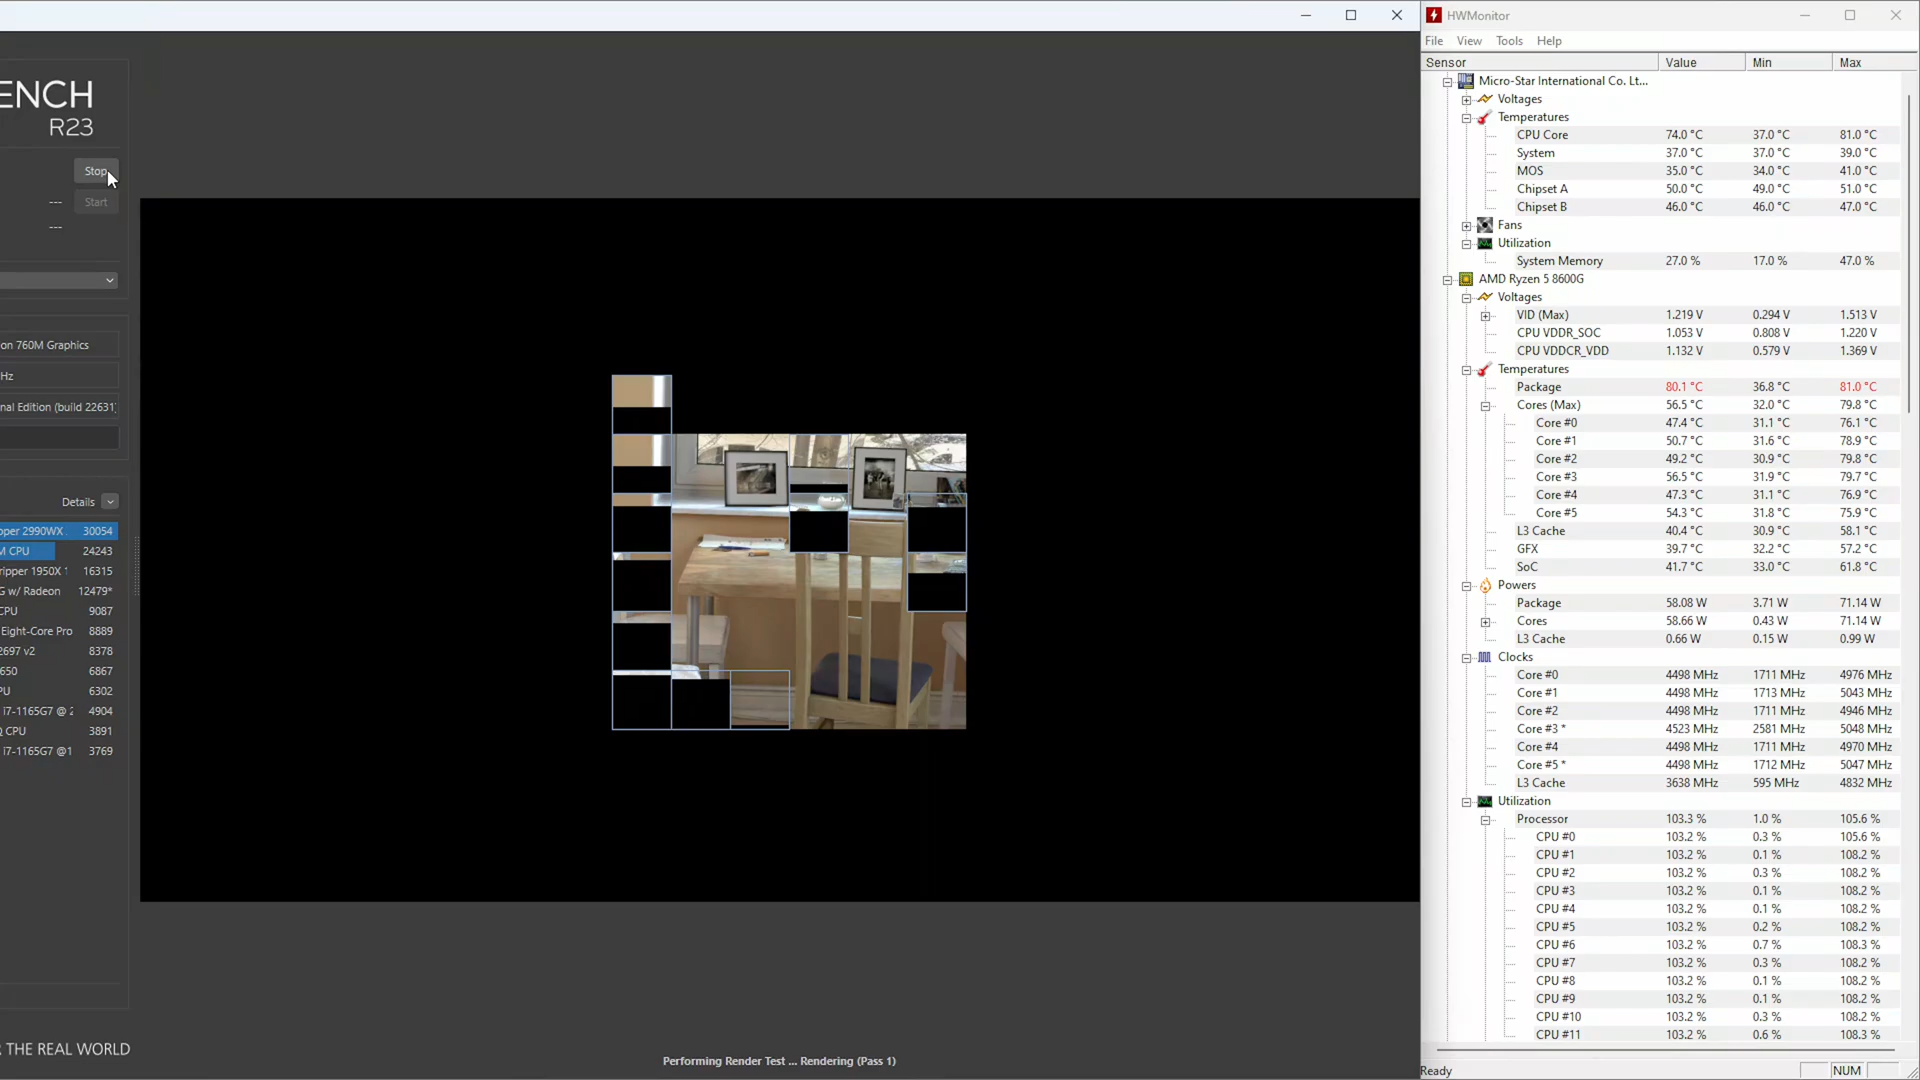 ENCH
R23
Stop
---
Start
---
on 760M Graphics
Hz
nal Edition (build 22631)
Details
pper 2990WX 30054
M CPU 24243
ripper 1950X 1 16315
G w/ Radeon 12479*
CPU 9087
Eight-Core Pro 8889
2697 v2 8378
650 6867
PU 6302
i7-1165G7 @ 2 4904
Q CPU 3891
i7-1165G7 @1 3769
THE REAL WORLD
Performing Render Test ... Rendering (Pass 1)
HWMonitor
File View Tools Help
Sensor Value Min Max
Micro-Star International Co. Lt...
Voltages
Temperatures
CPU Core 74.0 °C 37.0 °C 81.0 °C
System 37.0 °C 37.0 °C 39.0 °C
MOS 35.0 °C 34.0 °C 41.0 °C
Chipset A 50.0 °C 49.0 °C 51.0 °C
Chipset B 46.0 °C 46.0 °C 47.0 °C
Fans
Utilization
System Memory 27.0 % 17.0 % 47.0 %
AMD Ryzen 5 8600G
Voltages
VID (Max) 1.219 V 0.294 V 1.513 V
CPU VDDR_SOC 1.053 V 0.808 V 1.220 V
CPU VDDCR_VDD 1.132 V 0.579 V 1.369 V
Temperatures
Package 80.1 °C 36.8 °C 81.0 °C
Cores (Max) 56.5 °C 32.0 °C 79.8 °C
Core #0 47.4 °C 31.1 °C 76.1 °C
Core #1 50.7 °C 31.6 °C 78.9 °C
Core #2 49.2 °C 30.9 °C 79.8 °C
Core #3 56.5 °C 31.9 °C 79.7 °C
Core #4 47.3 °C 31.1 °C 76.9 °C
Core #5 54.3 °C 31.8 °C 75.9 °C
L3 Cache 40.4 °C 30.9 °C 58.1 °C
GFX 39.7 °C 32.2 °C 57.2 °C
SoC 41.7 °C 33.0 °C 61.8 °C
Powers
Package 58.08 W 3.71 W 71.14 W
Cores 58.66 W 0.43 W 71.14 W
L3 Cache 0.66 W 0.15 W 0.99 W
Clocks
Core #0 4498 MHz 1711 MHz 4976 MHz
Core #1 4498 MHz 1713 MHz 5043 MHz
Core #2 4498 MHz 1711 MHz 4946 MHz
Core #3 * 4523 MHz 2581 MHz 5048 MHz
Core #4 4498 MHz 1711 MHz 4970 MHz
Core #5 * 4498 MHz 1712 MHz 5047 MHz
L3 Cache 3638 MHz 595 MHz 4832 MHz
Utilization
Processor 103.3 % 1.0 % 105.6 %
CPU #0 103.2 % 0.3 % 105.6 %
CPU #1 103.2 % 0.1 % 108.2 %
CPU #2 103.2 % 0.3 % 108.2 %
CPU #3 103.2 % 0.1 % 108.2 %
CPU #4 103.2 % 0.1 % 108.2 %
CPU #5 103.2 % 0.2 % 108.2 %
CPU #6 103.2 % 0.7 % 108.3 %
CPU #7 103.2 % 0.3 % 108.2 %
CPU #8 103.2 % 0.1 % 108.2 %
CPU #9 103.2 % 0.1 % 108.2 %
CPU #10 103.2 % 0.3 % 108.2 %
CPU #11 103.2 % 0.6 % 108.3 %
Ready NUM